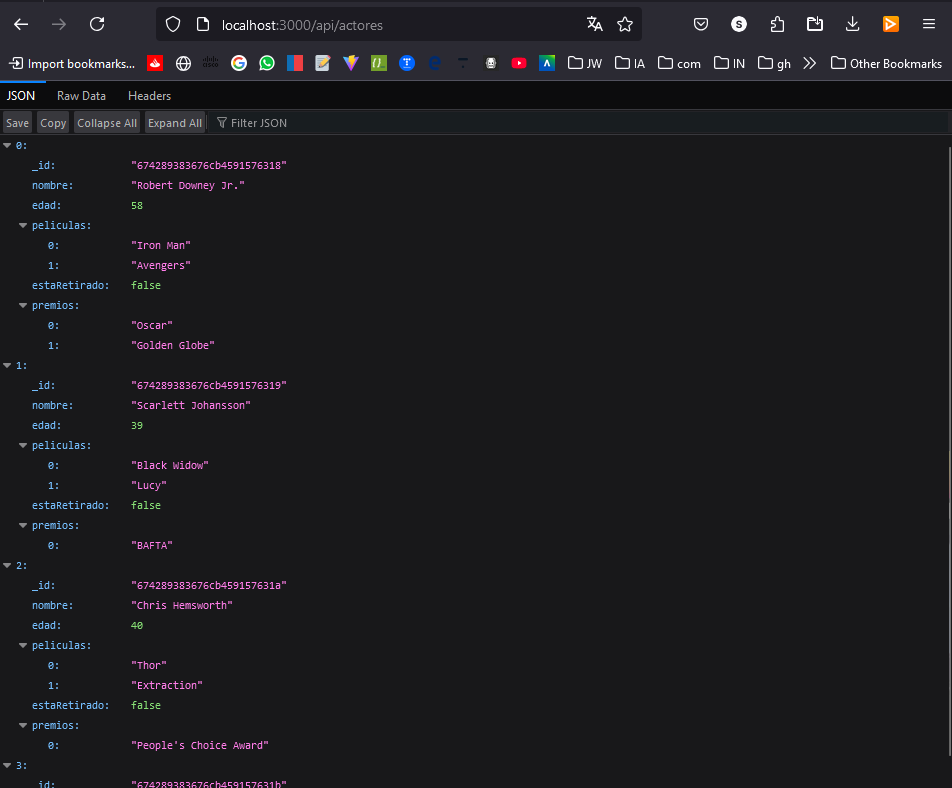 localhost:3000/api/actores
Import bookmarks... JW IA com IN gh Other Bookmarks
JSON Raw Data Headers
Save Copy Collapse All Expand All Filter JSON
0:
_id: "674289383676cb4591576318"
nombre: "Robert Downey Jr."
edad: 58
peliculas:
0: "Iron Man"
1: "Avengers"
estaRetirado: false
premios:
0: "Oscar"
1: "Golden Globe"
1:
_id: "674289383676cb4591576319"
nombre: "Scarlett Johansson"
edad: 39
peliculas:
0: "Black Widow"
1: "Lucy"
estaRetirado: false
premios:
0: "BAFTA"
2:
_id: "674289383676cb459157631a"
nombre: "Chris Hemsworth"
edad: 40
peliculas:
0: "Thor"
1: "Extraction"
estaRetirado: false
premios:
0: "People's Choice Award"
3:
_id: "674289383676cb459157631b"